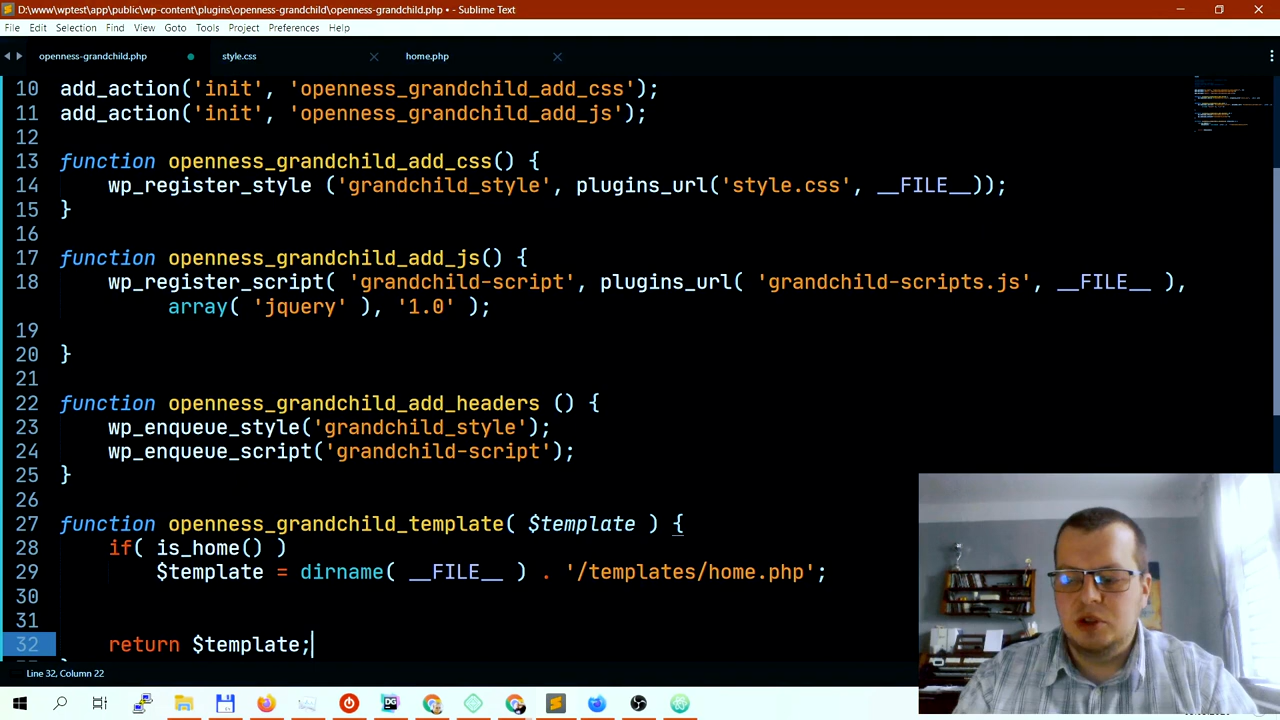 D:\www\wptest\app\public\wp-content\plugins\openness-grandchild\openness-grandchild.php • - Sublime Text
File Edit Selection Find View Goto Tools Project Preferences Help
openness-grandchild.php style.css home.php
10 add_action('init', 'openness_grandchild_add_css');
11 add_action('init', 'openness_grandchild_add_js');
12
13 function openness_grandchild_add_css() {
14 wp_register_style ('grandchild_style', plugins_url('style.css', __FILE__));
15 }
16
17 function openness_grandchild_add_js() {
18 wp_register_script( 'grandchild-script', plugins_url( 'grandchild-scripts.js', __FILE__ ),
array( 'jquery' ), '1.0' );
19
20 }
21
22 function openness_grandchild_add_headers () {
23 wp_enqueue_style('grandchild_style');
24 wp_enqueue_script('grandchild-script');
25 }
26
27 function openness_grandchild_template( $template ) {
28 if( is_home() )
29 $template = dirname( __FILE__ ) . '/templates/home.php';
30
31
32 return $template;
Line 32, Column 22